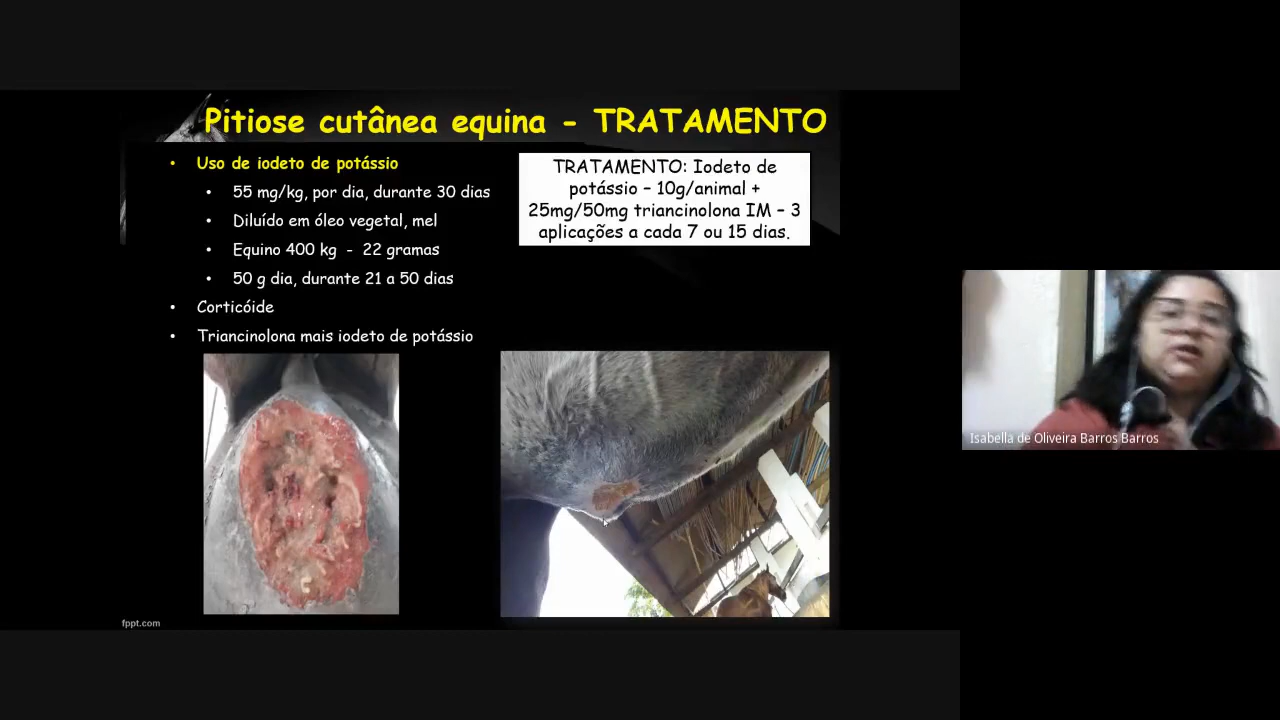 Pitiose cutânea equina - TRATAMENTO
• Uso de iodeto de potássio
• 55 mg/kg, por dia, durante 30 dias
• Diluído em óleo vegetal, mel
• Equino 400 kg - 22 gramas
• 50 g dia, durante 21 a 50 dias
• Corticóide
• Triancinolona mais iodeto de potássio
TRATAMENTO: Iodeto de
potássio – 10g/animal +
25mg/50mg triancinolona IM – 3
aplicações a cada 7 ou 15 dias.
fppt.com
Isabella de Oliveira Barros Barros